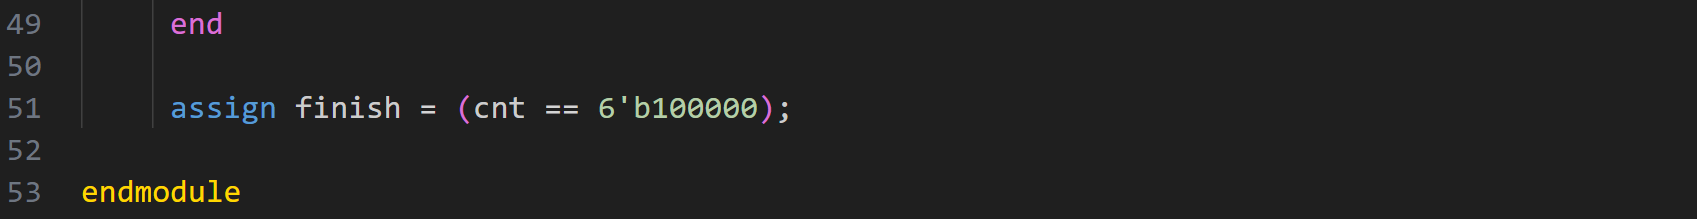 49 end
50
51 assign finish = (cnt == 6'b100000);
52
53 endmodule